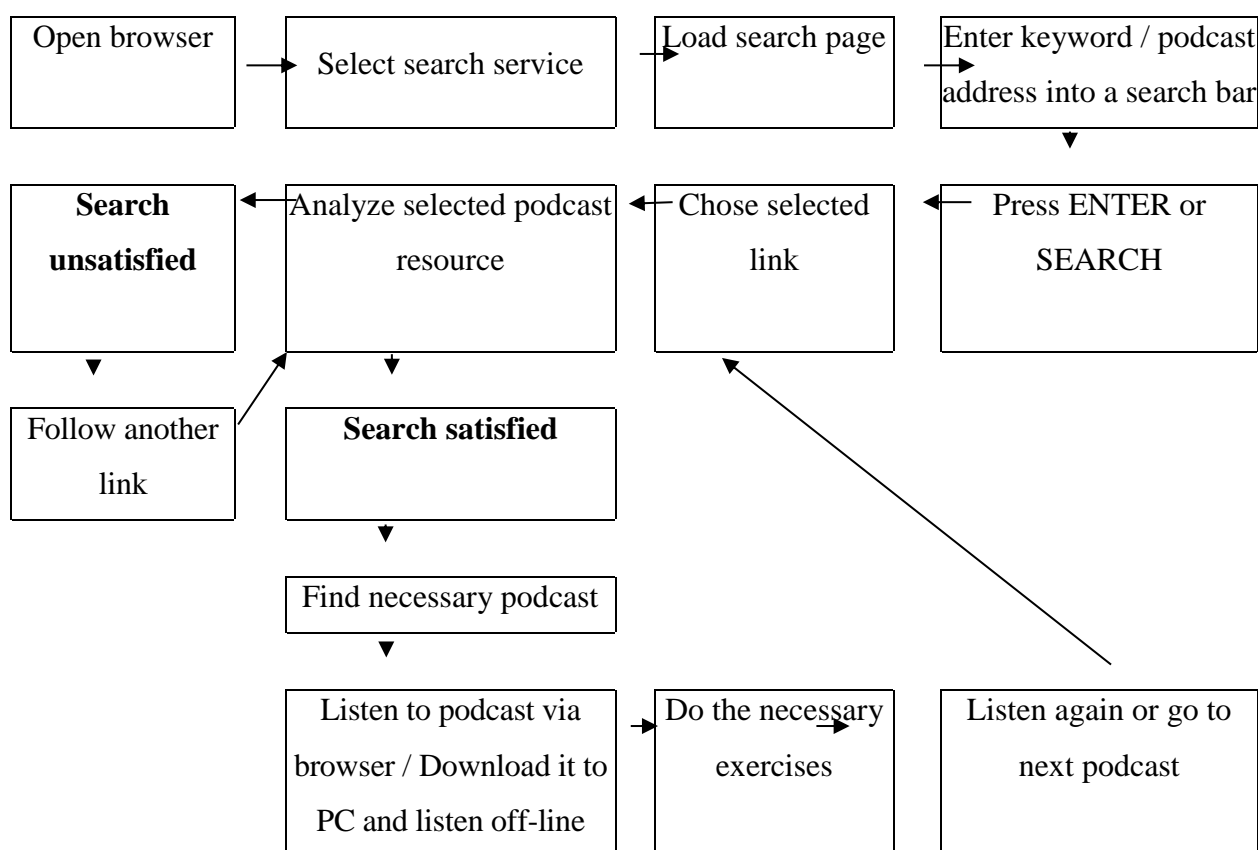 Open browser
Select search service
Load search page
Enter keyword / podcast
address into a search bar
Search
unsatisfied
Analyze selected podcast
resource
Chose selected
link
Press ENTER or
SEARCH
Follow another
link
Search satisfied
Find necessary podcast
Listen to podcast via
browser / Download it to
PC and listen off-line
Do the necessary
exercises
Listen again or go to
next podcast